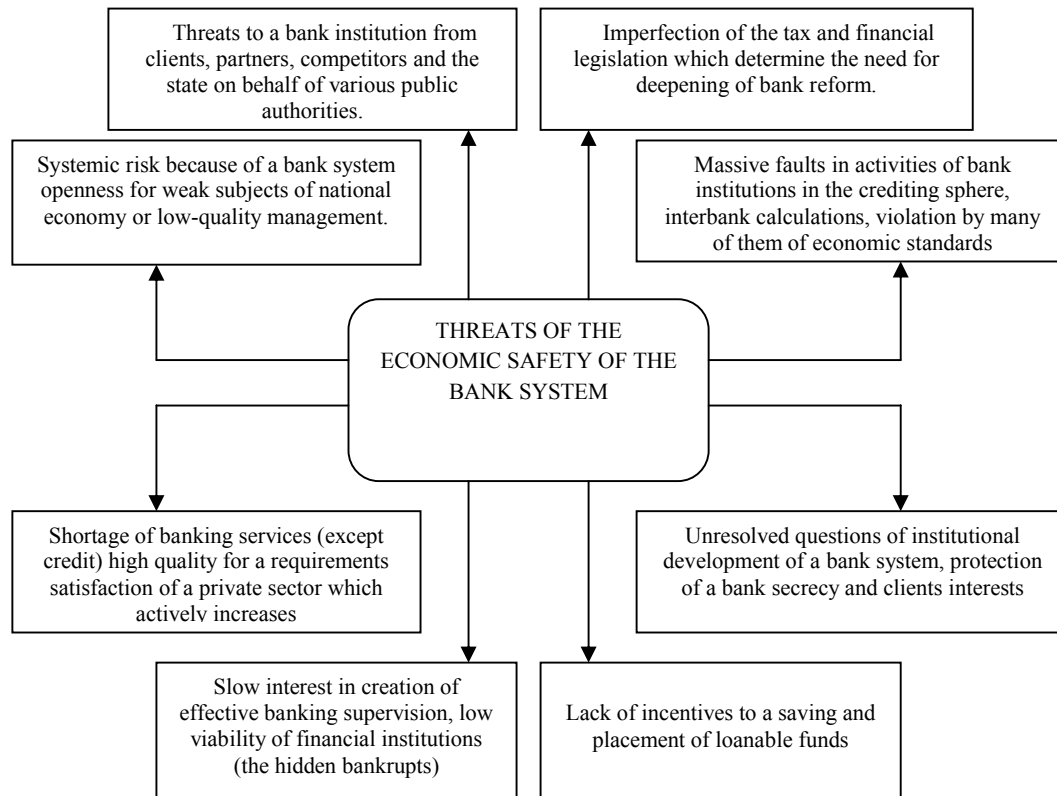 Threats to a bank institution from
clients, partners, competitors and the
state on behalf of various public
authorities.
Imperfection of the tax and financial
legislation which determine the need for
deepening of bank reform.
Systemic risk because of a bank system
openness for weak subjects of national
economy or low-quality management.
Massive faults in activities of bank
institutions in the crediting sphere,
interbank calculations, violation by many
of them of economic standards
THREATS OF THE
ECONOMIC SAFETY OF THE
BANK SYSTEM
Shortage of banking services (except
credit) high quality for a requirements
satisfaction of a private sector which
actively increases
Unresolved questions of institutional
development of a bank system, protection
of a bank secrecy and clients interests
Slow interest in creation of
effective banking supervision, low
viability of financial institutions
(the hidden bankrupts)
Lack of incentives to a saving and
placement of loanable funds